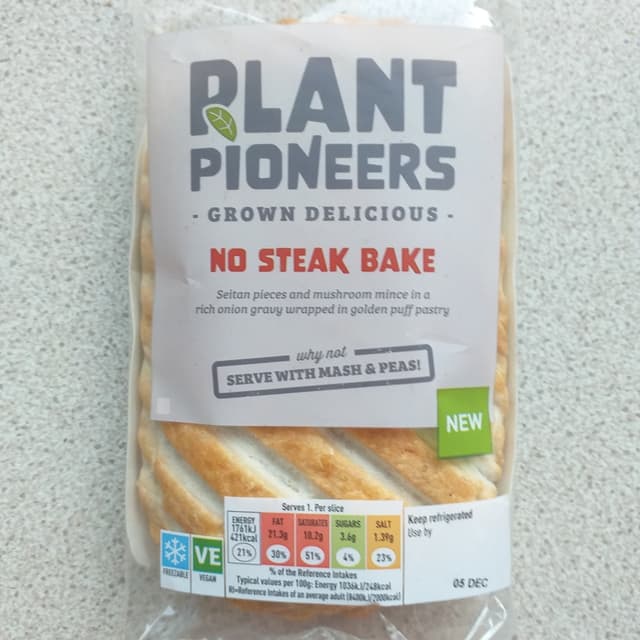 PLANT
PIONEERS
- GROWN DELICIOUS -
NO STEAK BAKE
Seitan pieces and mushroom mince in a
rich onion gravy wrapped in golden puff pastry
why not
SERVE WITH MASH & PEAS!
NEW
Serves 1. Per slice
ENERGY
1761kJ
421kcal
21%
FAT
21.3g
30%
SATURATES
10.2g
51%
SUGARS
3.6g
4%
SALT
1.39g
23%
% of the Reference Intakes
Typical values per 100g: Energy 1036kJ/248kcal
RI=Reference Intakes of an average adult (8400kJ/2000kcal)
FREEZABLE
VE
VEGAN
Keep refrigerated
Use by
05 DEC